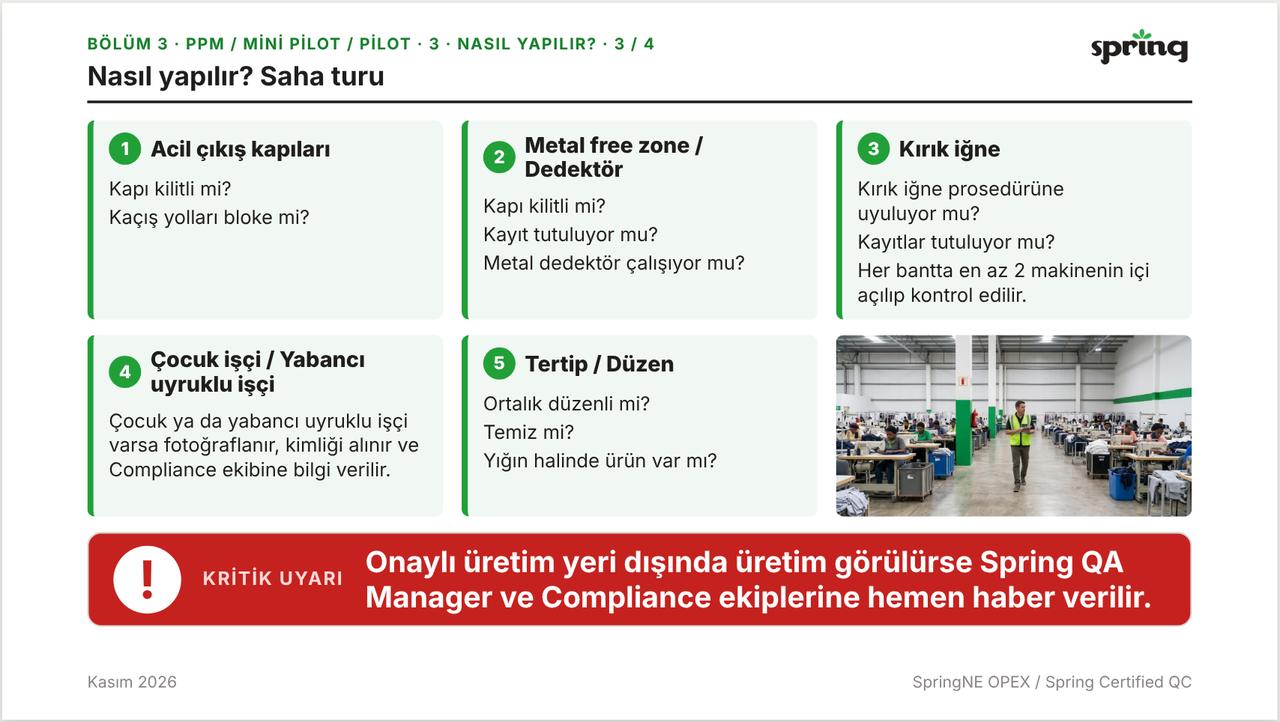 BÖLÜM 3 · PPM / MİNİ PİLOT / PİLOT · 3 · NASIL YAPILIR? · 3 / 4
spring
Nasıl yapılır? Saha turu
1 Acil çıkış kapıları
Kapı kilitli mi?
Kaçış yolları bloke mi?
2 Metal free zone /
Dedektör
Kapı kilitli mi?
Kayıt tutuluyor mu?
Metal dedektör çalışıyor mu?
3 Kırık iğne
Kırık iğne prosedürüne
uyuluyor mu?
Kayıtlar tutuluyor mu?
Her bantta en az 2 makinenin içi
açılıp kontrol edilir.
4 Çocuk işçi / Yabancı
uyruklu işçi
Çocuk ya da yabancı uyruklu işçi
varsa fotoğraflanır, kimliği alınır ve
Compliance ekibine bilgi verilir.
5 Tertip / Düzen
Ortalık düzenli mi?
Temiz mi?
Yığın halinde ürün var mı?
! KRİTİK UYARI
Onaylı üretim yeri dışında üretim görülürse Spring QA
Manager ve Compliance ekiplerine hemen haber verilir.
Kasım 2026
SpringNE OPEX / Spring Certified QC